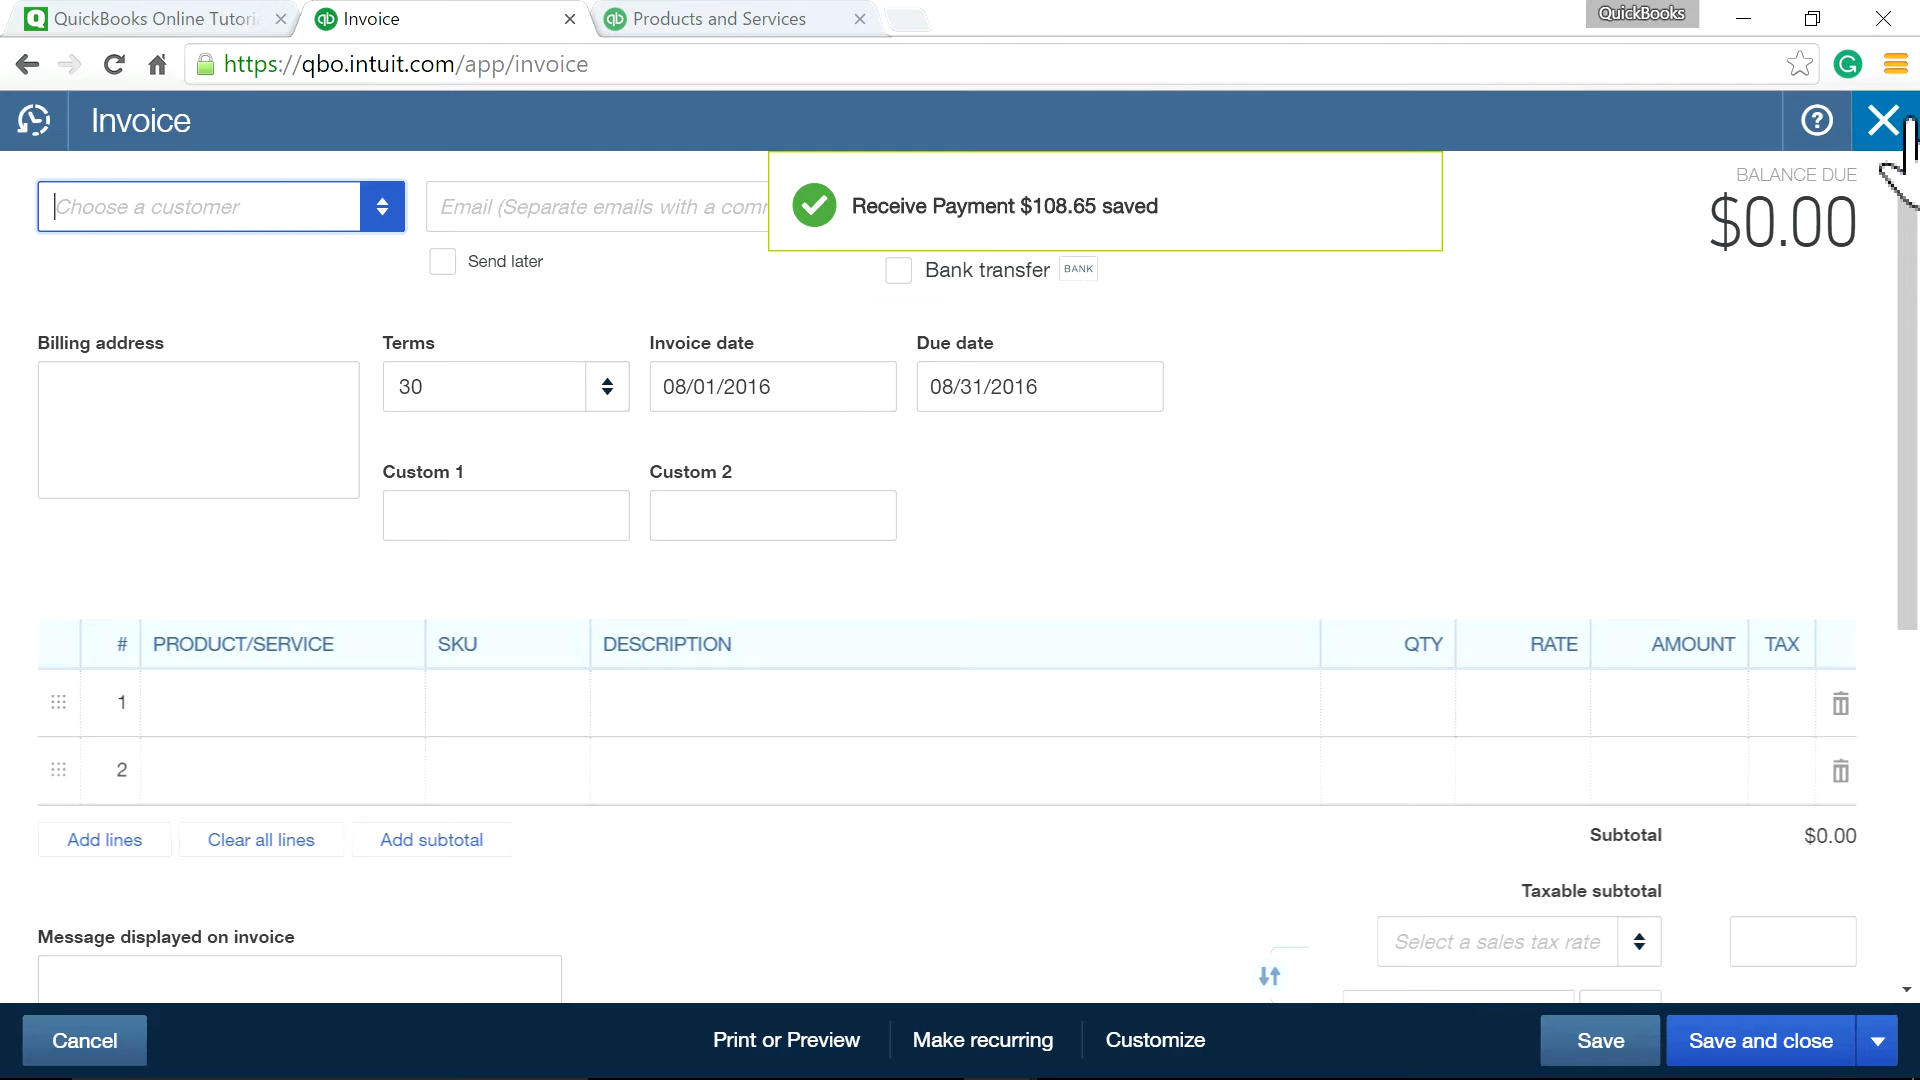 QuickBooks Online Tutori
Invoice
Products and Services
QuickBooks
https://qbo.intuit.com/app/invoice
Invoice
Choose a customer
Email (Separate emails with a com
Receive Payment $108.65 saved
BALANCE DUE
$0.00
Send later
Bank transfer BANK
Billing address
Terms
Invoice date
Due date
30
08/01/2016
08/31/2016
Custom 1
Custom 2
# PRODUCT/SERVICE SKU DESCRIPTION QTY RATE AMOUNT TAX
1
2
Add lines
Clear all lines
Add subtotal
Subtotal $0.00
Taxable subtotal
Message displayed on invoice
Select a sales tax rate
Cancel
Print or Preview
Make recurring
Customize
Save
Save and close